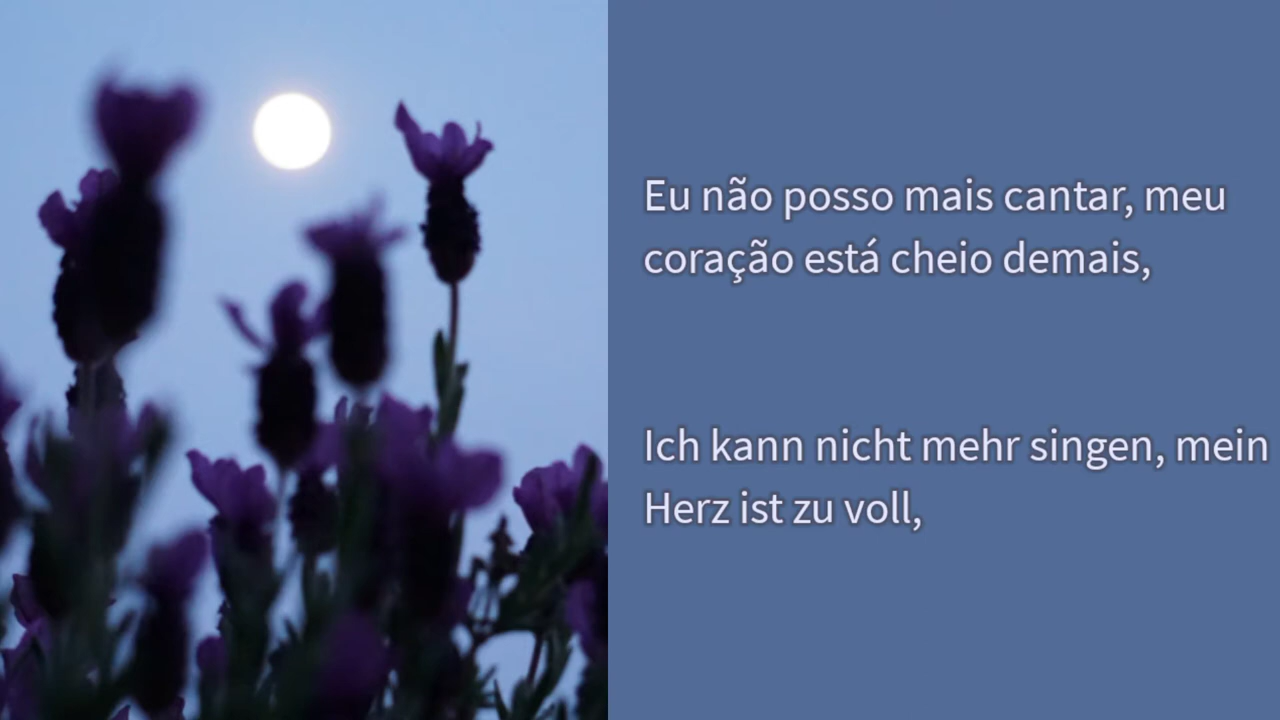 Eu não posso mais cantar, meu
coração está cheio demais,
Ich kann nicht mehr singen, mein
Herz ist zu voll,